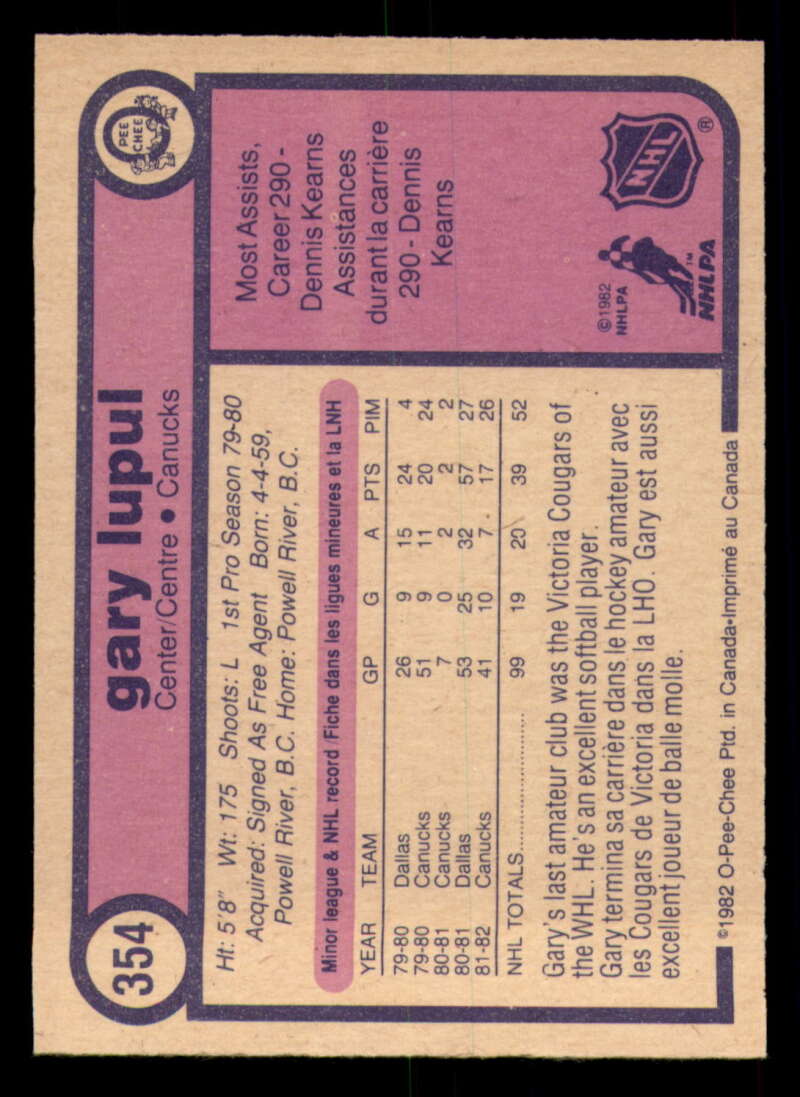 354
gary lupul
Center/Centre • Canucks
O
PEE
CHEE
Ht: 5'8" Wt: 175 Shoots: L 1st Pro Season 79-80
Acquired: Signed As Free Agent Born: 4-4-59,
Powell River, B.C. Home: Powell River, B.C.
Minor league & NHL record/Fiche dans les ligues mineures et la LNH
YEAR TEAM GP G A PTS PIM
79-80 Dallas 26 9 15 24 4
79-80 Canucks 51 9 11 20 24
80-81 Canucks 7 0 2 2 2
80-81 Dallas 53 25 32 57 27
81-82 Canucks 41 10 7 17 26
NHL TOTALS.................... 99 19 20 39 52
Gary's last amateur club was the Victoria Cougars of
the WHL. He's an excellent softball player.
Gary termina sa carrière dans le hockey amateur avec
les Cougars de Victoria dans la LHO. Gary est aussi
excellent joueur de balle molle.
©1982 O-Pee-Chee Ptd. in Canada•Imprimé au Canada
Most Assists,
Career 290 -
Dennis Kearns
Assistances
durant la carrière
290 - Dennis
Kearns
©1982
NHLPA
NHLPA™
NHL®